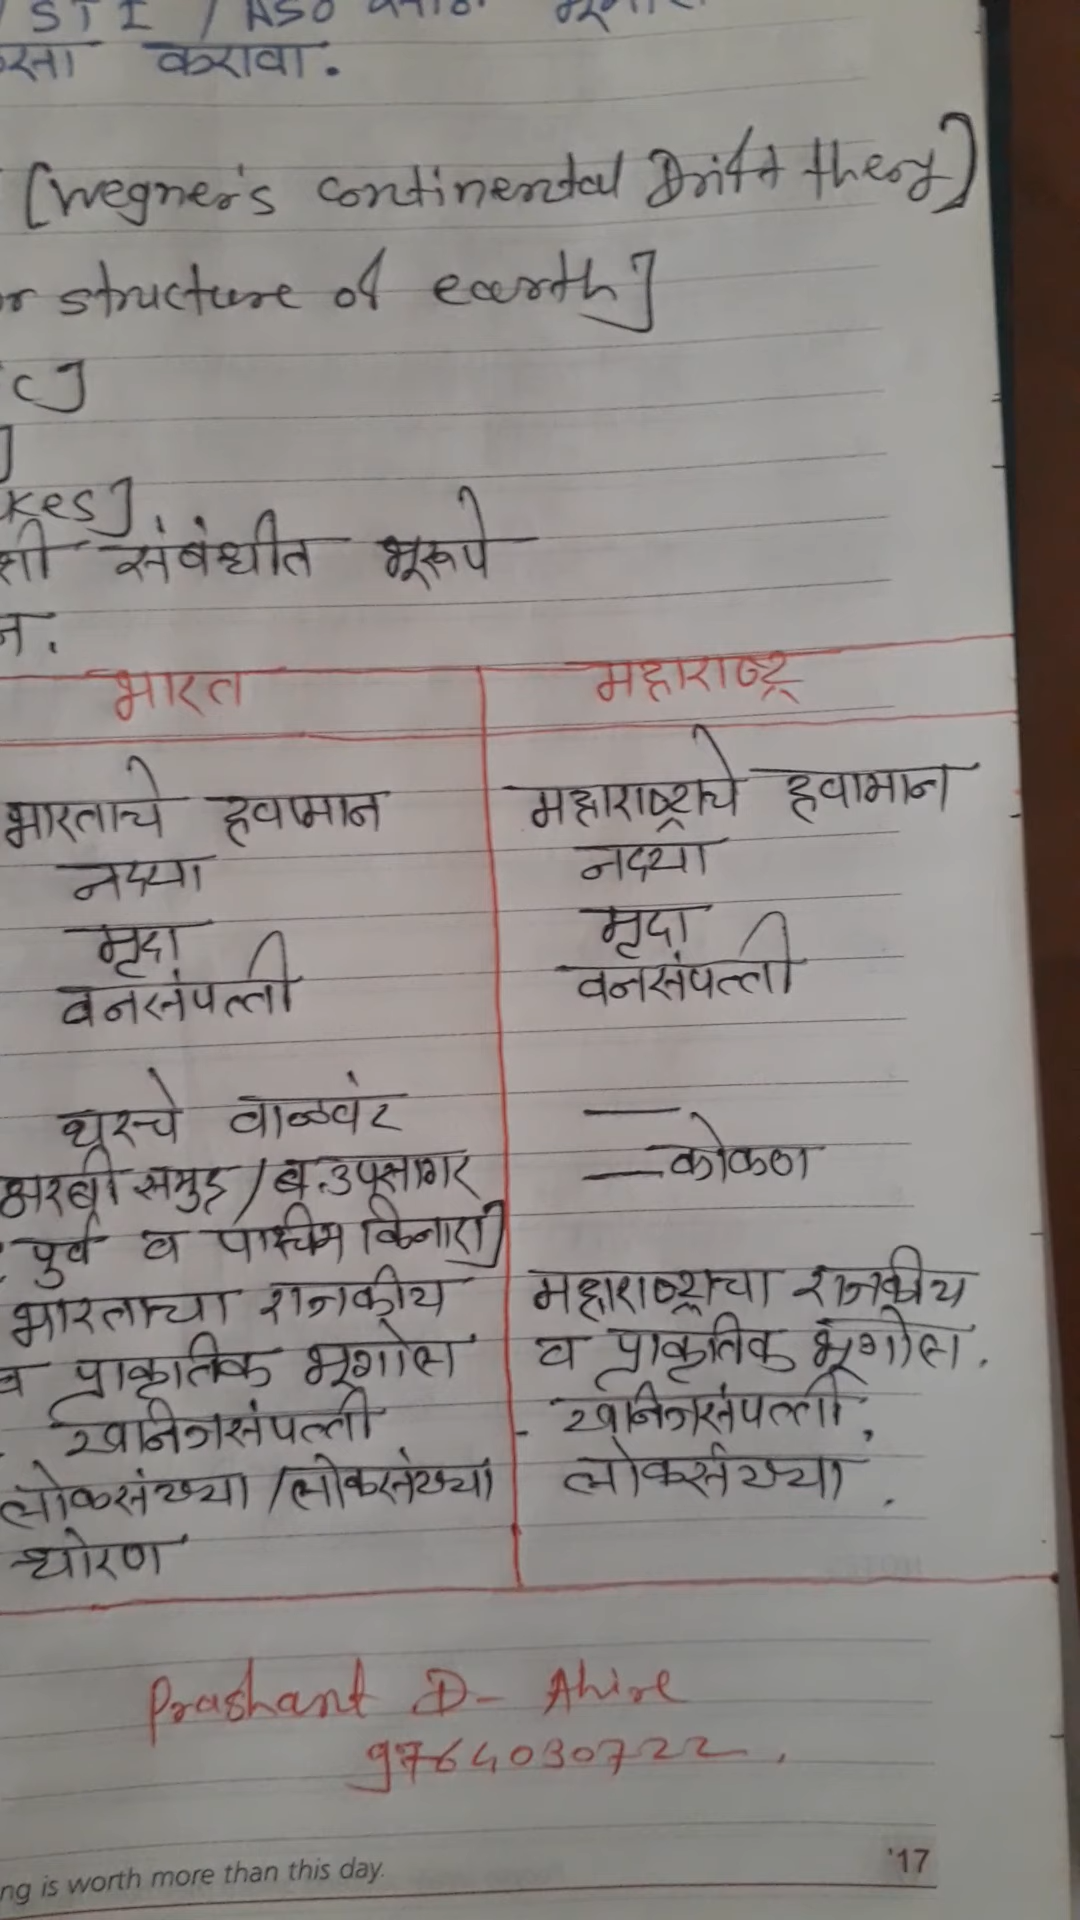 STI / ASO
करावा.
[Wegner's continental Drift theory]
structure of earth]
c]
]
kes]
शी संबंधीत भूरूपे
न.
भारत महाराष्ट्र
भारताचे हवामान महाराष्ट्राचे हवामान
नद्या नद्या
मृदा मृदा
वनसंपत्ती वनसंपत्ती
थरचे वाळवंट —
अरबी समुद्र / ब.उपसागर — कोकण
पुर्व व पश्चिम किनारा]
भारताचा राजकीय महाराष्ट्राचा राजकीय
व प्राकृतिक भूगोल व प्राकृतिक भूगोल.
खनिजसंपत्ती - खनिजसंपत्ती,
लोकसंख्या / लोकसंख्या लोकसंख्या.
धोरण
Prashant D- Ahire
9764030722.
ng is worth more than this day. '17